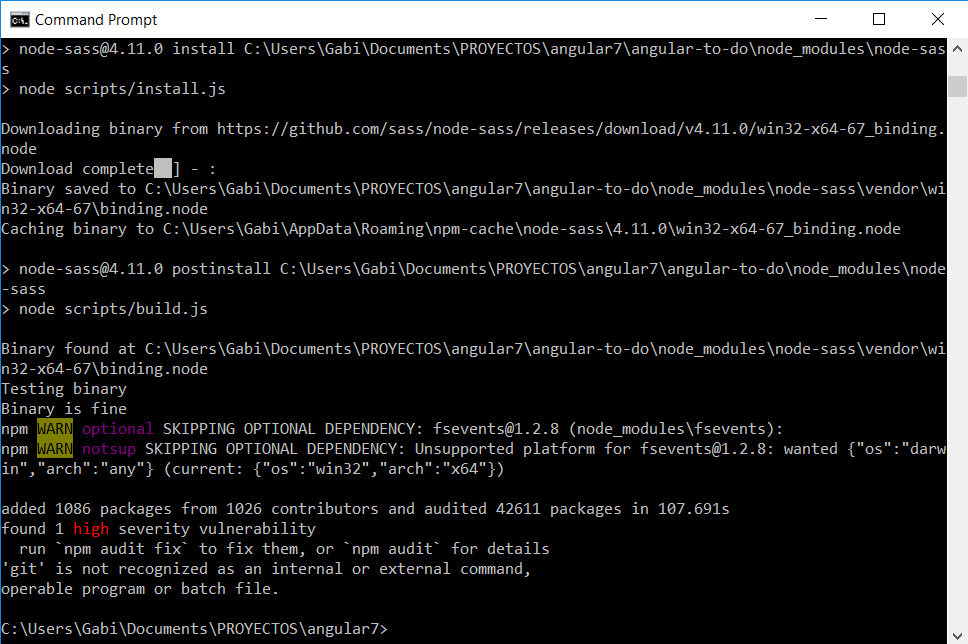 Command Prompt
> node-sass@4.11.0 install C:\Users\Gabi\Documents\PROYECTOS\angular7\angular-to-do\node_modules\node-sas
s
> node scripts/install.js
Downloading binary from https://github.com/sass/node-sass/releases/download/v4.11.0/win32-x64-67_binding.
node
Download complete ] - :
Binary saved to C:\Users\Gabi\Documents\PROYECTOS\angular7\angular-to-do\node_modules\node-sass\vendor\wi
n32-x64-67\binding.node
Caching binary to C:\Users\Gabi\AppData\Roaming\npm-cache\node-sass\4.11.0\win32-x64-67_binding.node
> node-sass@4.11.0 postinstall C:\Users\Gabi\Documents\PROYECTOS\angular7\angular-to-do\node_modules\node
-sass
> node scripts/build.js
Binary found at C:\Users\Gabi\Documents\PROYECTOS\angular7\angular-to-do\node_modules\node-sass\vendor\wi
n32-x64-67\binding.node
Testing binary
Binary is fine
npm WARN optional SKIPPING OPTIONAL DEPENDENCY: fsevents@1.2.8 (node_modules\fsevents):
npm WARN notsup SKIPPING OPTIONAL DEPENDENCY: Unsupported platform for fsevents@1.2.8: wanted {"os":"darw
in","arch":"any"} (current: {"os":"win32","arch":"x64"})
added 1086 packages from 1026 contributors and audited 42611 packages in 107.691s
found 1 high severity vulnerability
run `npm audit fix` to fix them, or `npm audit` for details
'git' is not recognized as an internal or external command,
operable program or batch file.
C:\Users\Gabi\Documents\PROYECTOS\angular7>